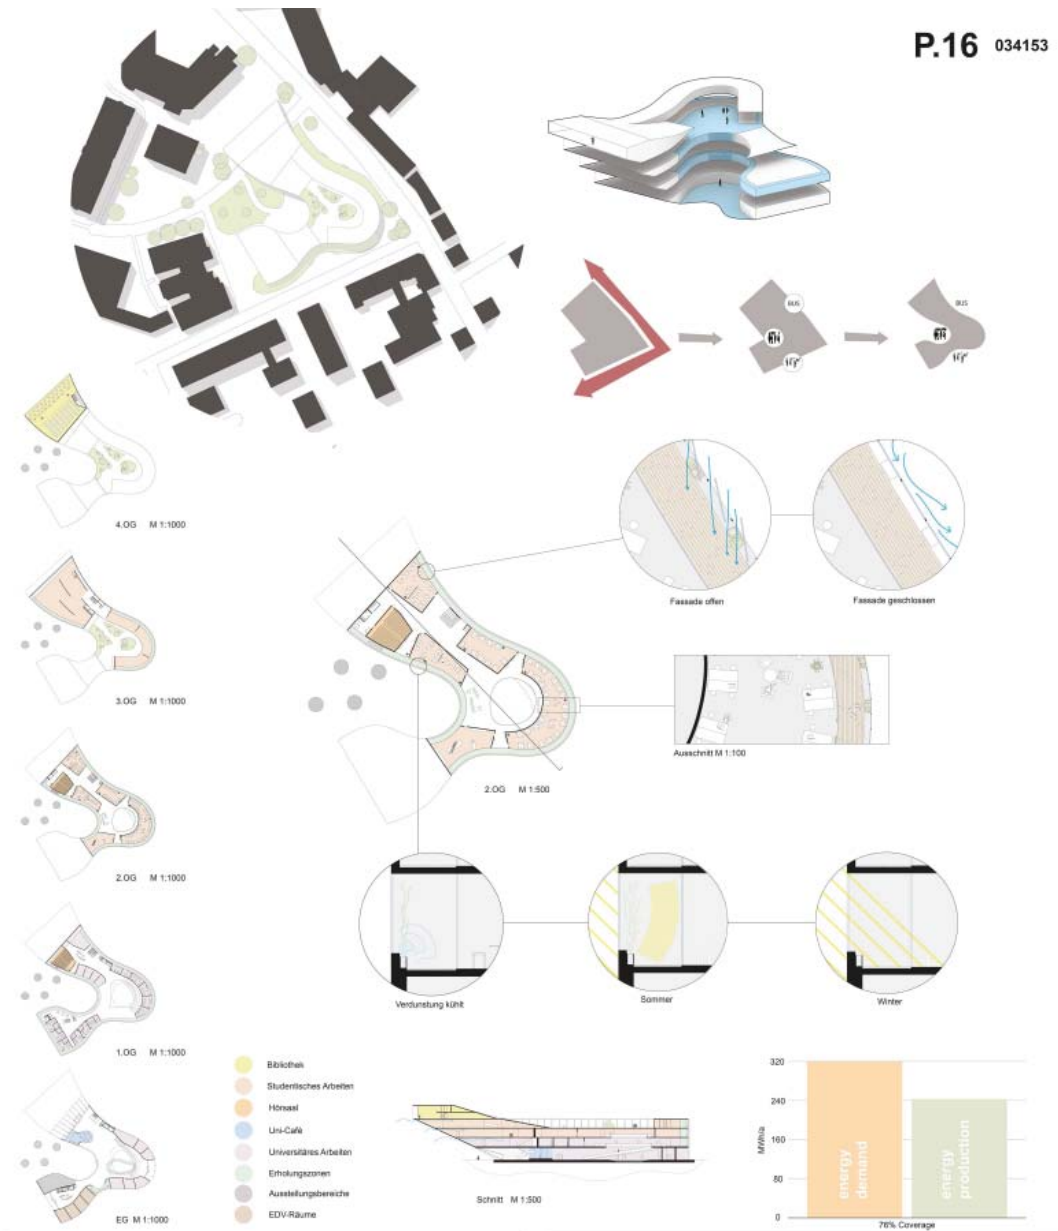 P.16 034153
BUS
BUS
4.OG M 1:1000
Fassade offen
Fassade geschlossen
3.OG M 1:1000
Ausschnitt M 1:100
2.OG M 1:500
2.OG M 1:1000
Verdunstung kühlt
Sommer
Winter
1.OG M 1:1000
Bibliothek
Studentisches Arbeiten
Hörsaal
Uni-Café
Universitäres Arbeiten
Erholungszonen
Ausstellungsbereiche
EDV-Räume
EG M 1:1000
Schnitt M 1:500
320
240
160
80
0
MWh/a
energy
demand
energy
production
76% Coverage